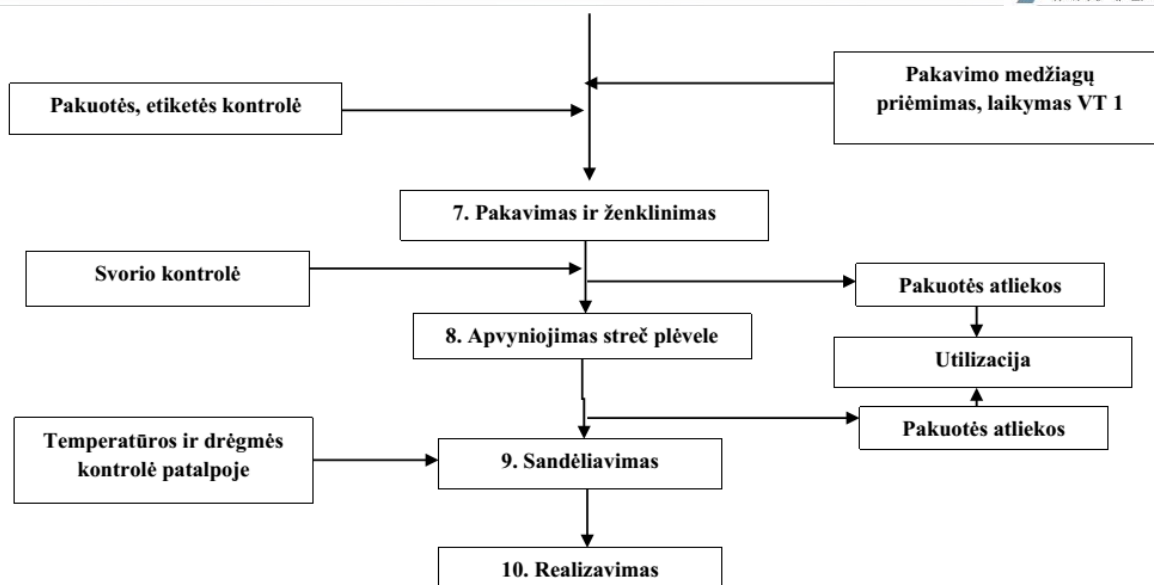 Pakavimo medžiagų
priėmimas, laikymas VT 1
Pakuotės, etiketės kontrolė
7. Pakavimas ir ženklinimas
Svorio kontrolė
Pakuotės atliekos
8. Apvyniojimas streč plėvele
Utilizacija
Pakuotės atliekos
Temperatūros ir drėgmės
kontrolė patalpoje
9. Sandėliavimas
10. Realizavimas